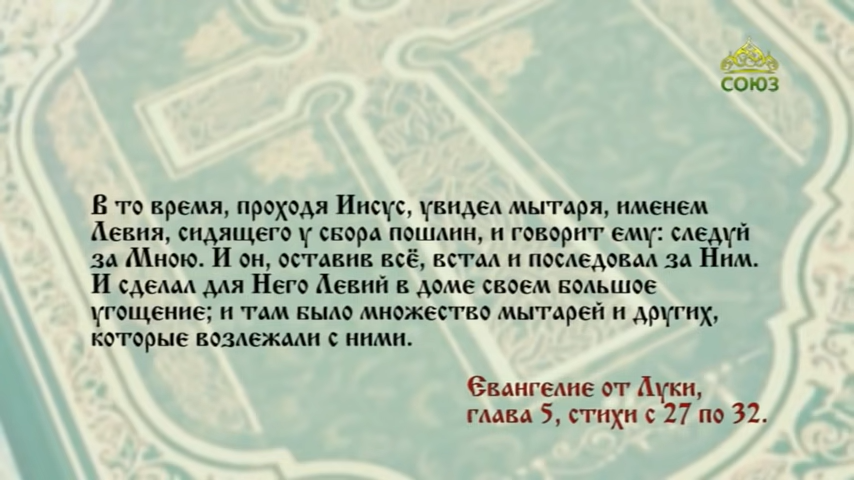 СОЮЗ
В то время, проходя Иисус, увидел мытаря, именем
Левия, сидящего у сбора пошлин, и говорит ему: следуй
за Мною. И он, оставив всё, встал и последовал за Ним.
И сделал для Него Левий в доме своем большое
угощение; и там было множество мытарей и других,
которые возлежали с ними.
Евангелие от Луки,
глава 5, стихи с 27 по 32.